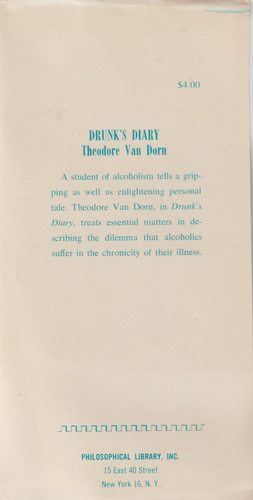 $4.00
DRUNK'S DIARY
Theodore Van Dorn
A student of alcoholism tells a grip-
ping as well as enlightening personal
tale. Theodore Van Dorn, in Drunk's
Diary, treats essential matters in de-
scribing the dilemma that alcoholics
suffer in the chronicity of their illness.
PHILOSOPHICAL LIBRARY, INC.
15 East 40 Street
New York 16, N. Y.